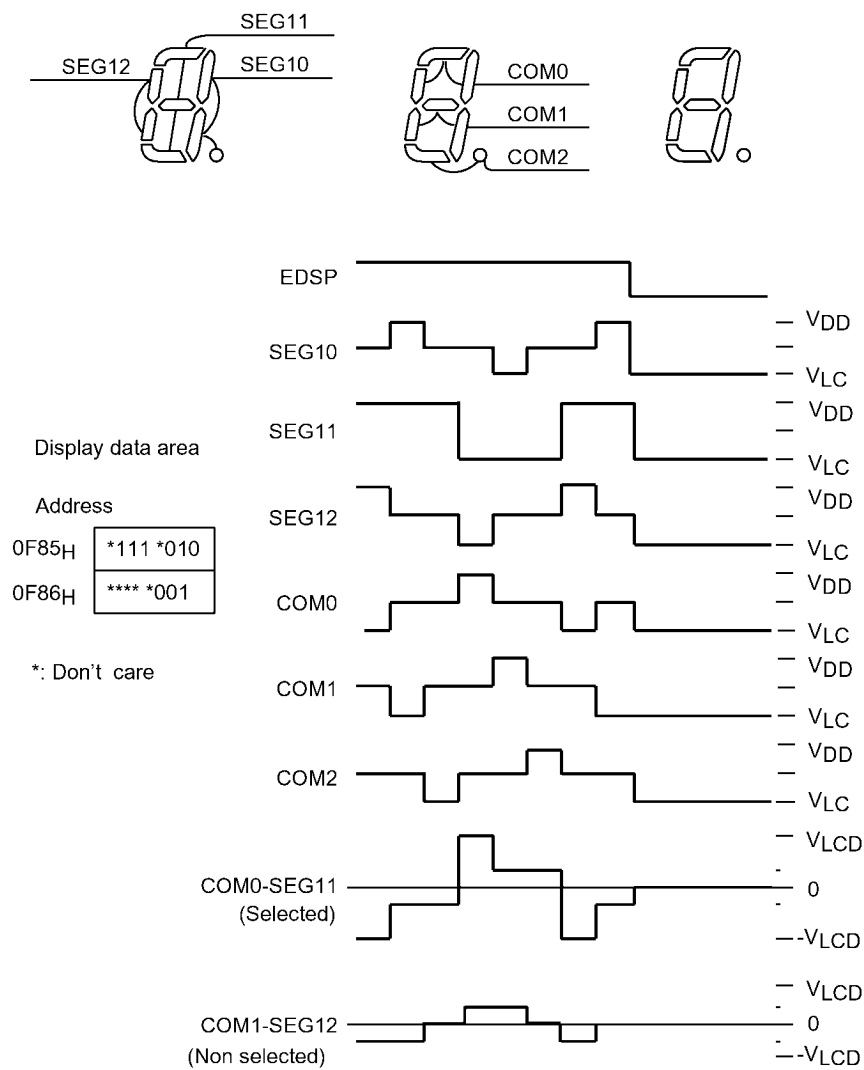 SEG11
SEG12
SEG10
COM0
COM1
COM2
EDSP
SEG10
VDD
VLC
SEG11
VDD
VLC
Display data area
Address
0F85H *111 *010
0F86H **** *001
*: Don't care
SEG12
VDD
VLC
COM0
VDD
VLC
COM1
VDD
VLC
COM2
VDD
VLC
COM0-SEG11
(Selected)
VLCD
0
-VLCD
COM1-SEG12
(Non selected)
VLCD
0
-VLCD